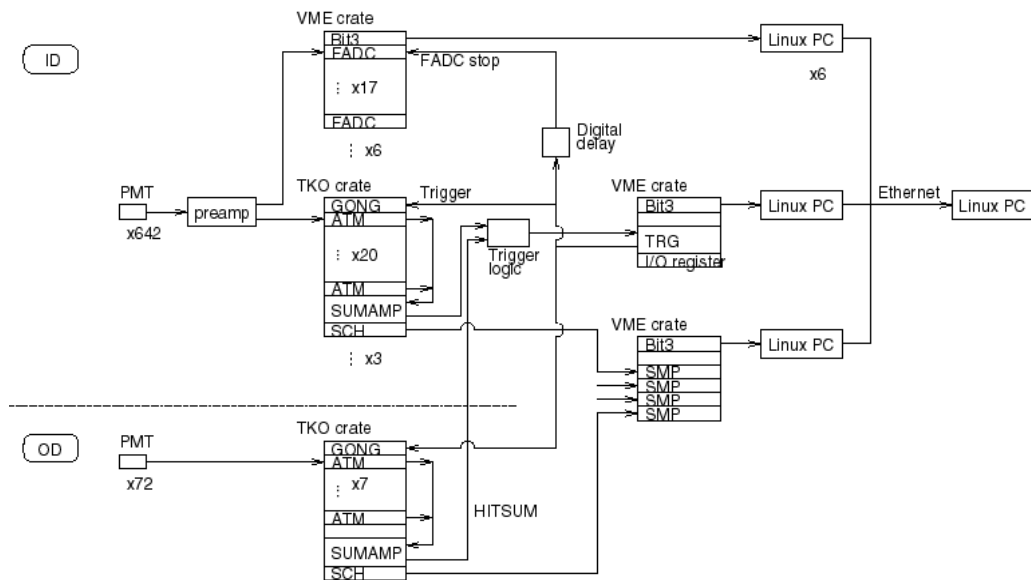 VME crate
ID
Bit3
FADC
FADC stop
⋮ x17
FADC
⋮ x6
Linux PC
x6
Digital
delay
PMT
x642
preamp
TKO crate
GONG
ATM
⋮ x20
ATM
SUMAMP
SCH
⋮ x3
Trigger
Trigger
logic
VME crate
Bit3
TRG
I/O register
Linux PC
Ethernet
Linux PC
VME crate
Bit3
SMP
SMP
SMP
SMP
Linux PC
OD
PMT
x72
TKO crate
GONG
ATM
⋮ x7
ATM
SUMAMP
SCH
HITSUM